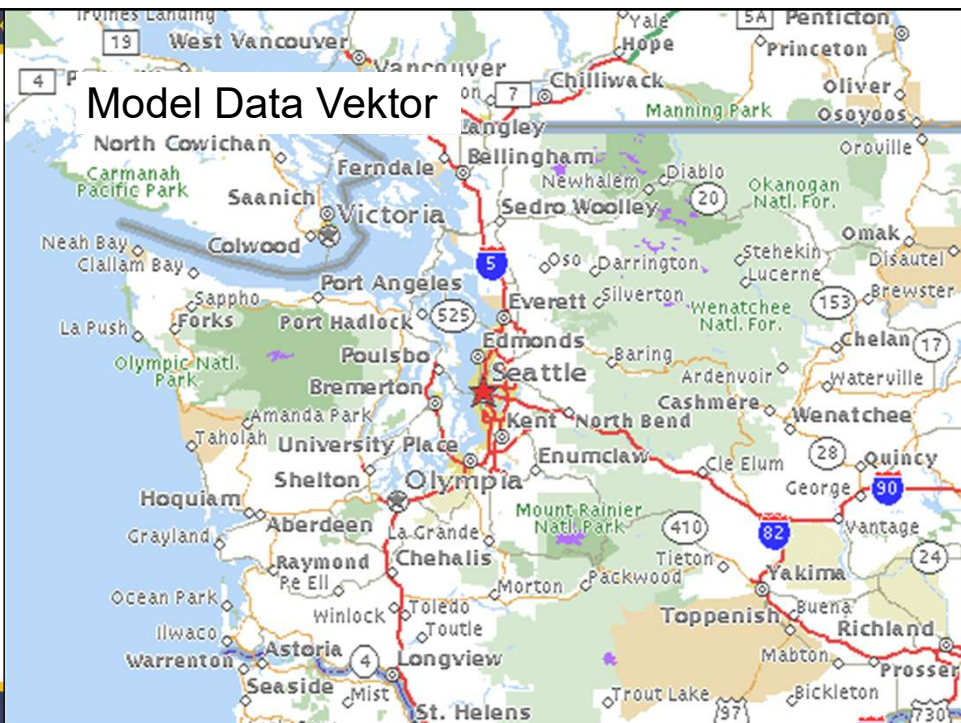 Irvines Landing
Yale
5A
Penticton
19
West Vancouver
Hope
Princeton
Vancouver
4
Chilliwack
7
Oliver
Model Data Vektor
Manning Park
Osoyoos
Langley
North Cowichan
Ferndale
Bellingham
Oroville
Carmanah
Pacific Park
Newhalem
Diablo
Okanogan
Natl. For.
Saanich
Victoria
Sedro Woolley
20
Neah Bay
Colwood
Omak
Clallam Bay
5
Oso
Darrington
Stehekin
Disautel
Lucerne
Port Angeles
Sappho
Everett
Silverton
Wenatchee
Natl. For.
153
Brewster
La Push
Forks
Port Hadlock
525
Edmonds
Chelan
17
Olympic Natl.
Park
Poulsbo
Seattle
Baring
Ardenvoir
Waterville
Bremerton
Cashmere
Amanda Park
Kent
North Bend
Wenatchee
Taholah
University Place
Enumclaw
28
Quincy
Shelton
Olympia
Cle Elum
George
90
Hoquiam
Mount Rainier
Natl. Park
Aberdeen
La Grande
410
82
Vantage
Grayland
Chehalis
Tieton
24
Raymond
Pe Ell
Morton
Packwood
Yakima
Ocean Park
Winlock
Toledo
Toppenish
Buena
Ilwaco
Toutle
Richland
Warrenton
Astoria
4
Longview
Mabton
Prosser
Seaside
Mist
Trout Lake
Bickleton
St. Helens
97
730